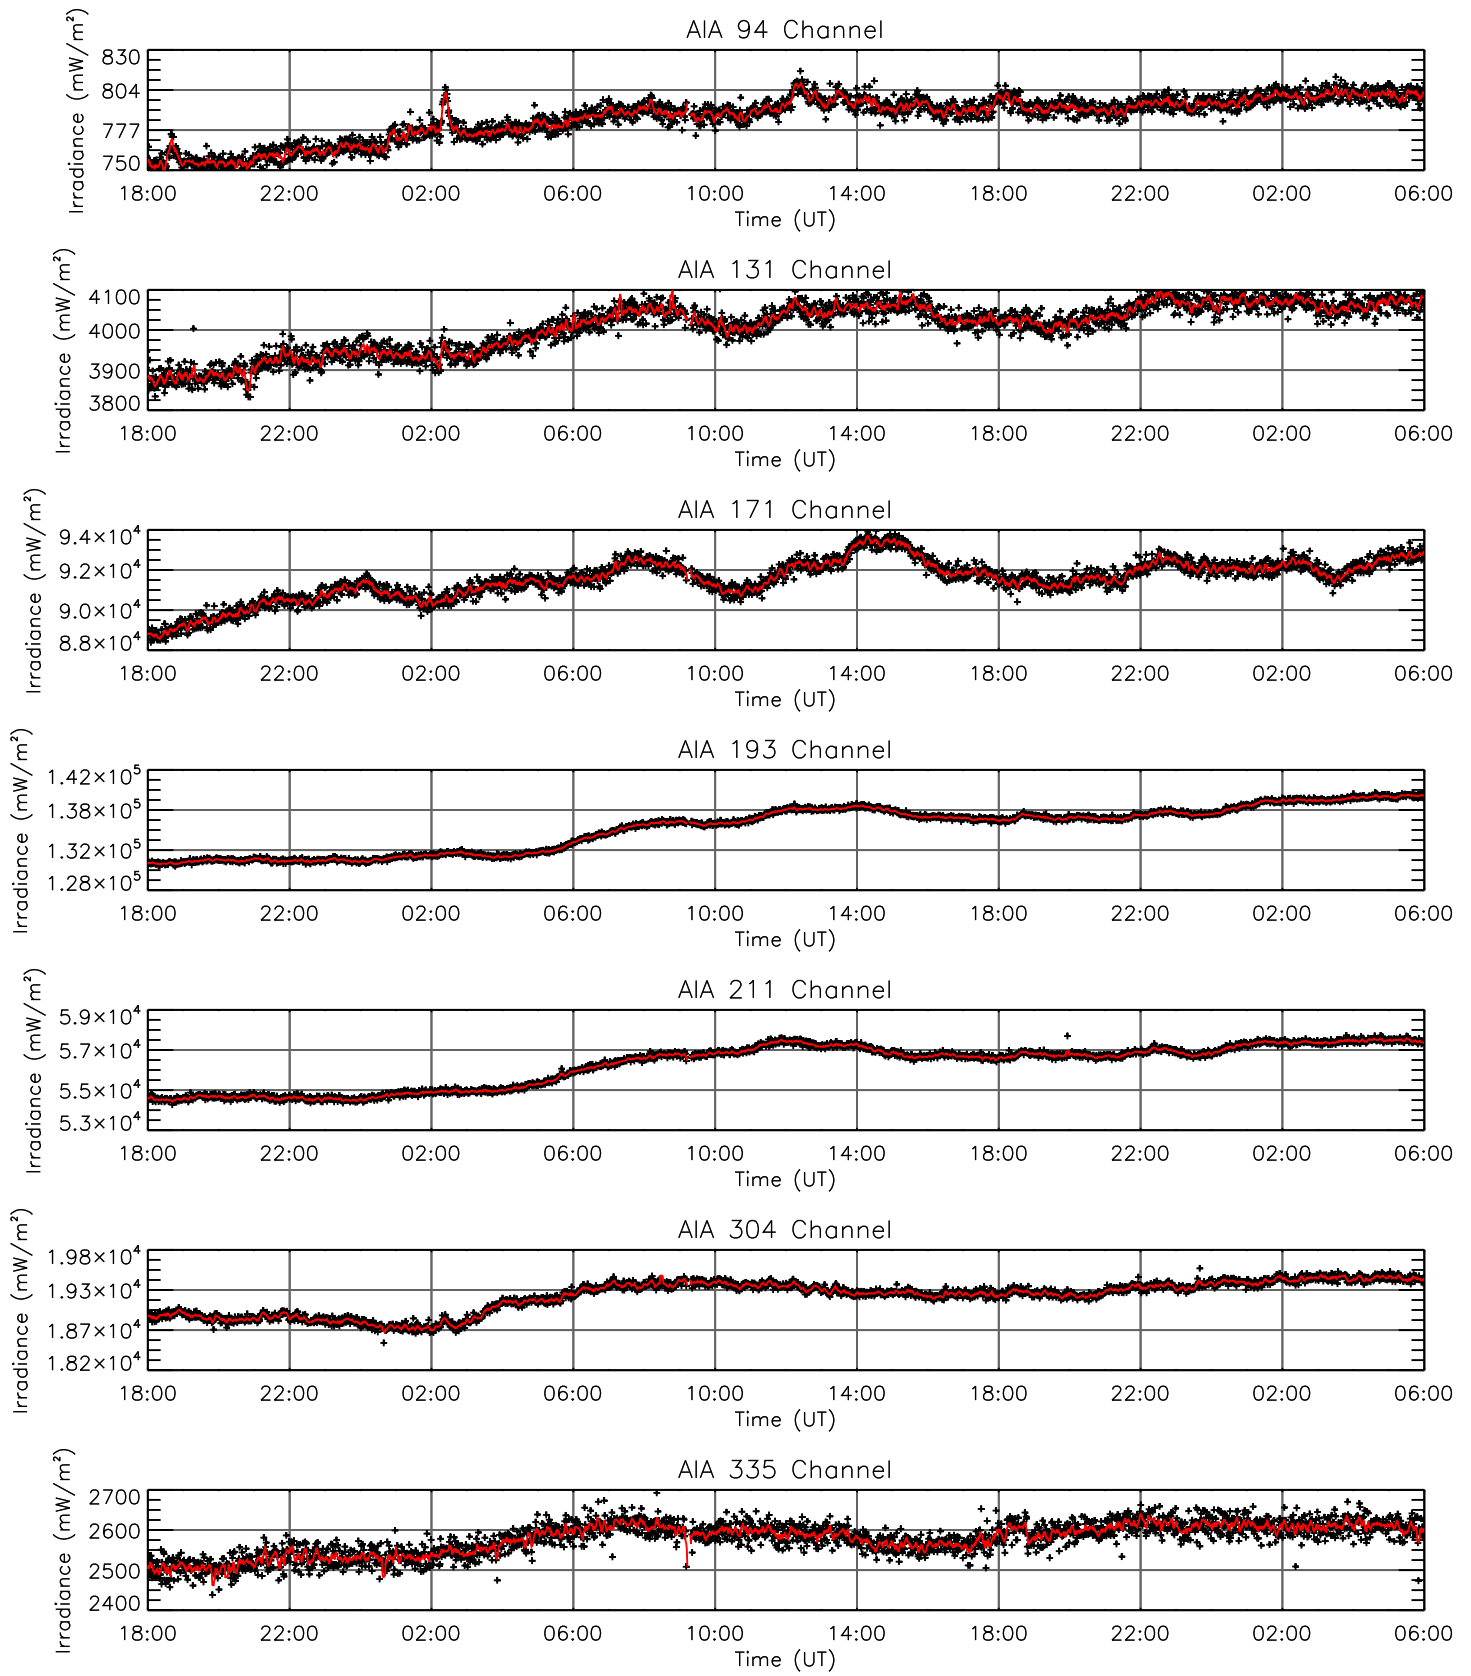 AIA 94 Channel
Irradiance (mW/m²)
830
804
777
750
18:00 22:00 02:00 06:00 10:00 14:00 18:00 22:00 02:00 06:00
Time (UT)
AIA 131 Channel
Irradiance (mW/m²)
4100
4000
3900
3800
18:00 22:00 02:00 06:00 10:00 14:00 18:00 22:00 02:00 06:00
Time (UT)
AIA 171 Channel
Irradiance (mW/m²)
9.4×10⁴
9.2×10⁴
9.0×10⁴
8.8×10⁴
18:00 22:00 02:00 06:00 10:00 14:00 18:00 22:00 02:00 06:00
Time (UT)
AIA 193 Channel
Irradiance (mW/m²)
1.42×10⁵
1.38×10⁵
1.32×10⁵
1.28×10⁵
18:00 22:00 02:00 06:00 10:00 14:00 18:00 22:00 02:00 06:00
Time (UT)
AIA 211 Channel
Irradiance (mW/m²)
5.9×10⁴
5.7×10⁴
5.5×10⁴
5.3×10⁴
18:00 22:00 02:00 06:00 10:00 14:00 18:00 22:00 02:00 06:00
Time (UT)
AIA 304 Channel
Irradiance (mW/m²)
1.98×10⁴
1.93×10⁴
1.87×10⁴
1.82×10⁴
18:00 22:00 02:00 06:00 10:00 14:00 18:00 22:00 02:00 06:00
Time (UT)
AIA 335 Channel
Irradiance (mW/m²)
2700
2600
2500
2400
18:00 22:00 02:00 06:00 10:00 14:00 18:00 22:00 02:00 06:00
Time (UT)